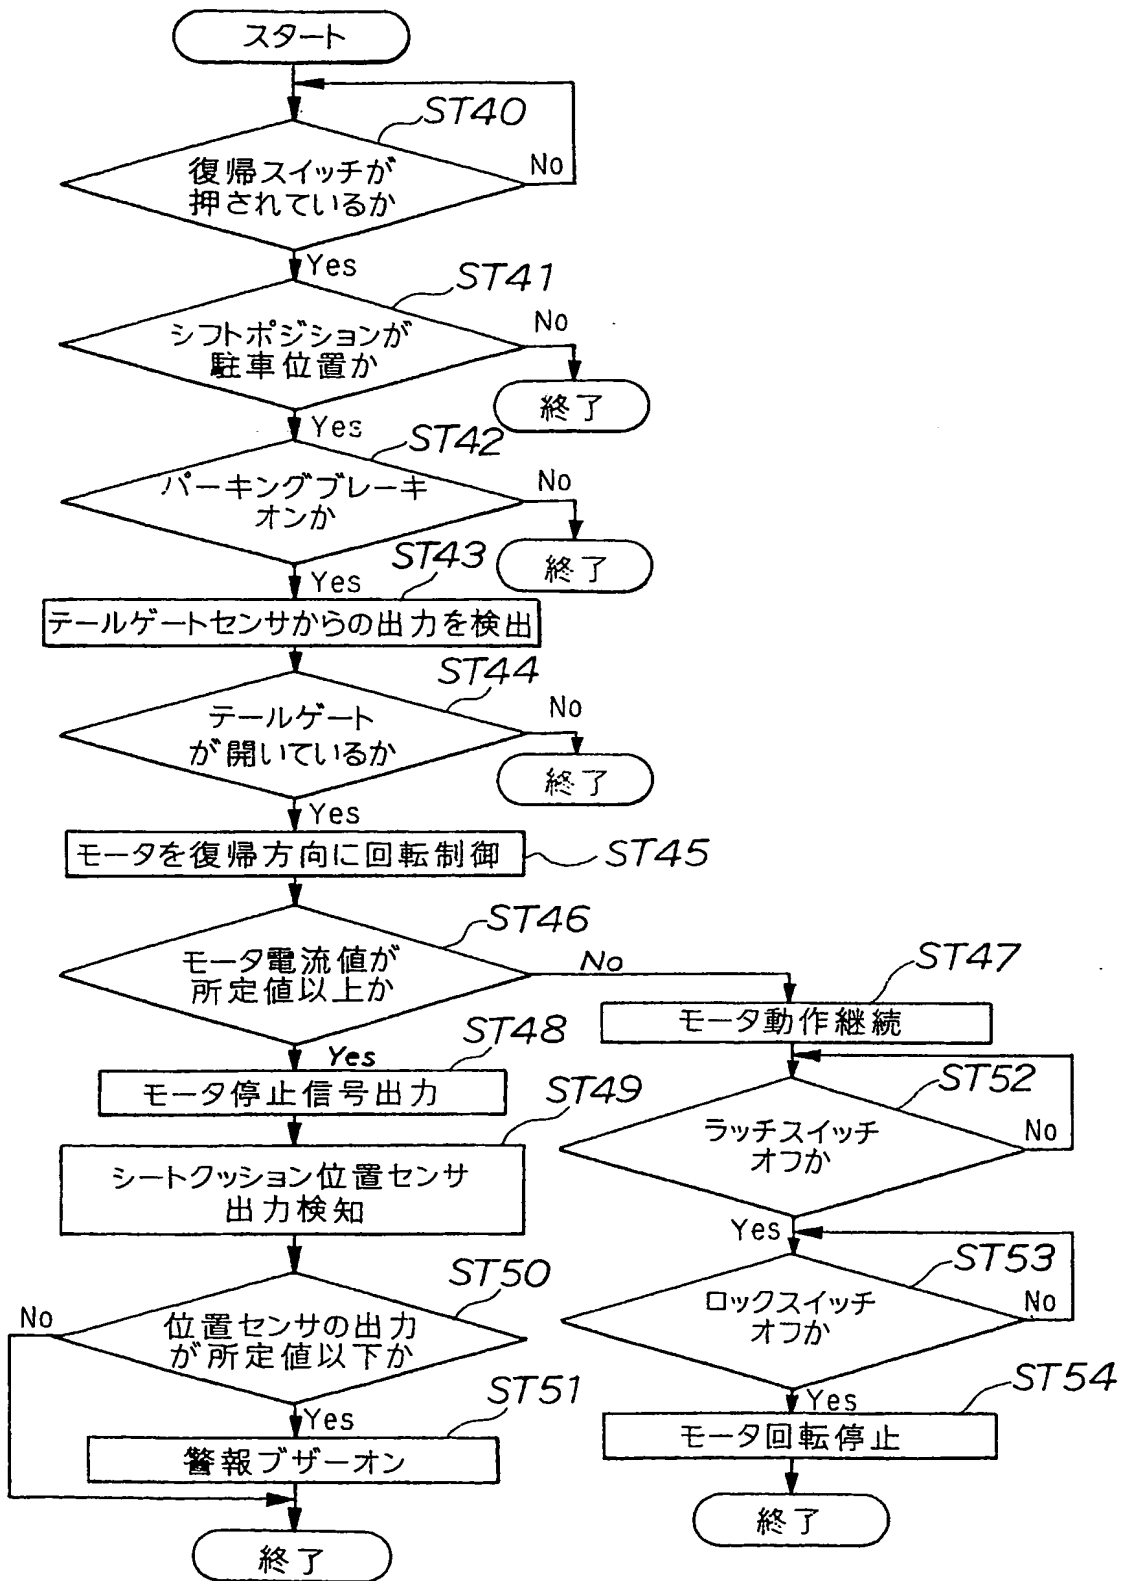 スタート
ST40
復帰スイッチが
押されているか
No
Yes
ST41
シフトポジションが
駐車位置か
No
終了
Yes
ST42
パーキングブレーキ
オンか
No
終了
Yes
ST43
テールゲートセンサからの出力を検出
ST44
テールゲート
が開いているか
No
終了
Yes
モータを復帰方向に回転制御
ST45
ST46
モータ電流値が
所定値以上か
No
ST47
モータ動作継続
Yes
ST48
モータ停止信号出力
ST49
シートクッション位置センサ
出力検知
ST50
位置センサの出力
が所定値以下か
No
Yes
ST51
警報ブザーオン
終了
ST52
ラッチスイッチ
オフか
No
Yes
ST53
ロックスイッチ
オフか
No
Yes
ST54
モータ回転停止
終了